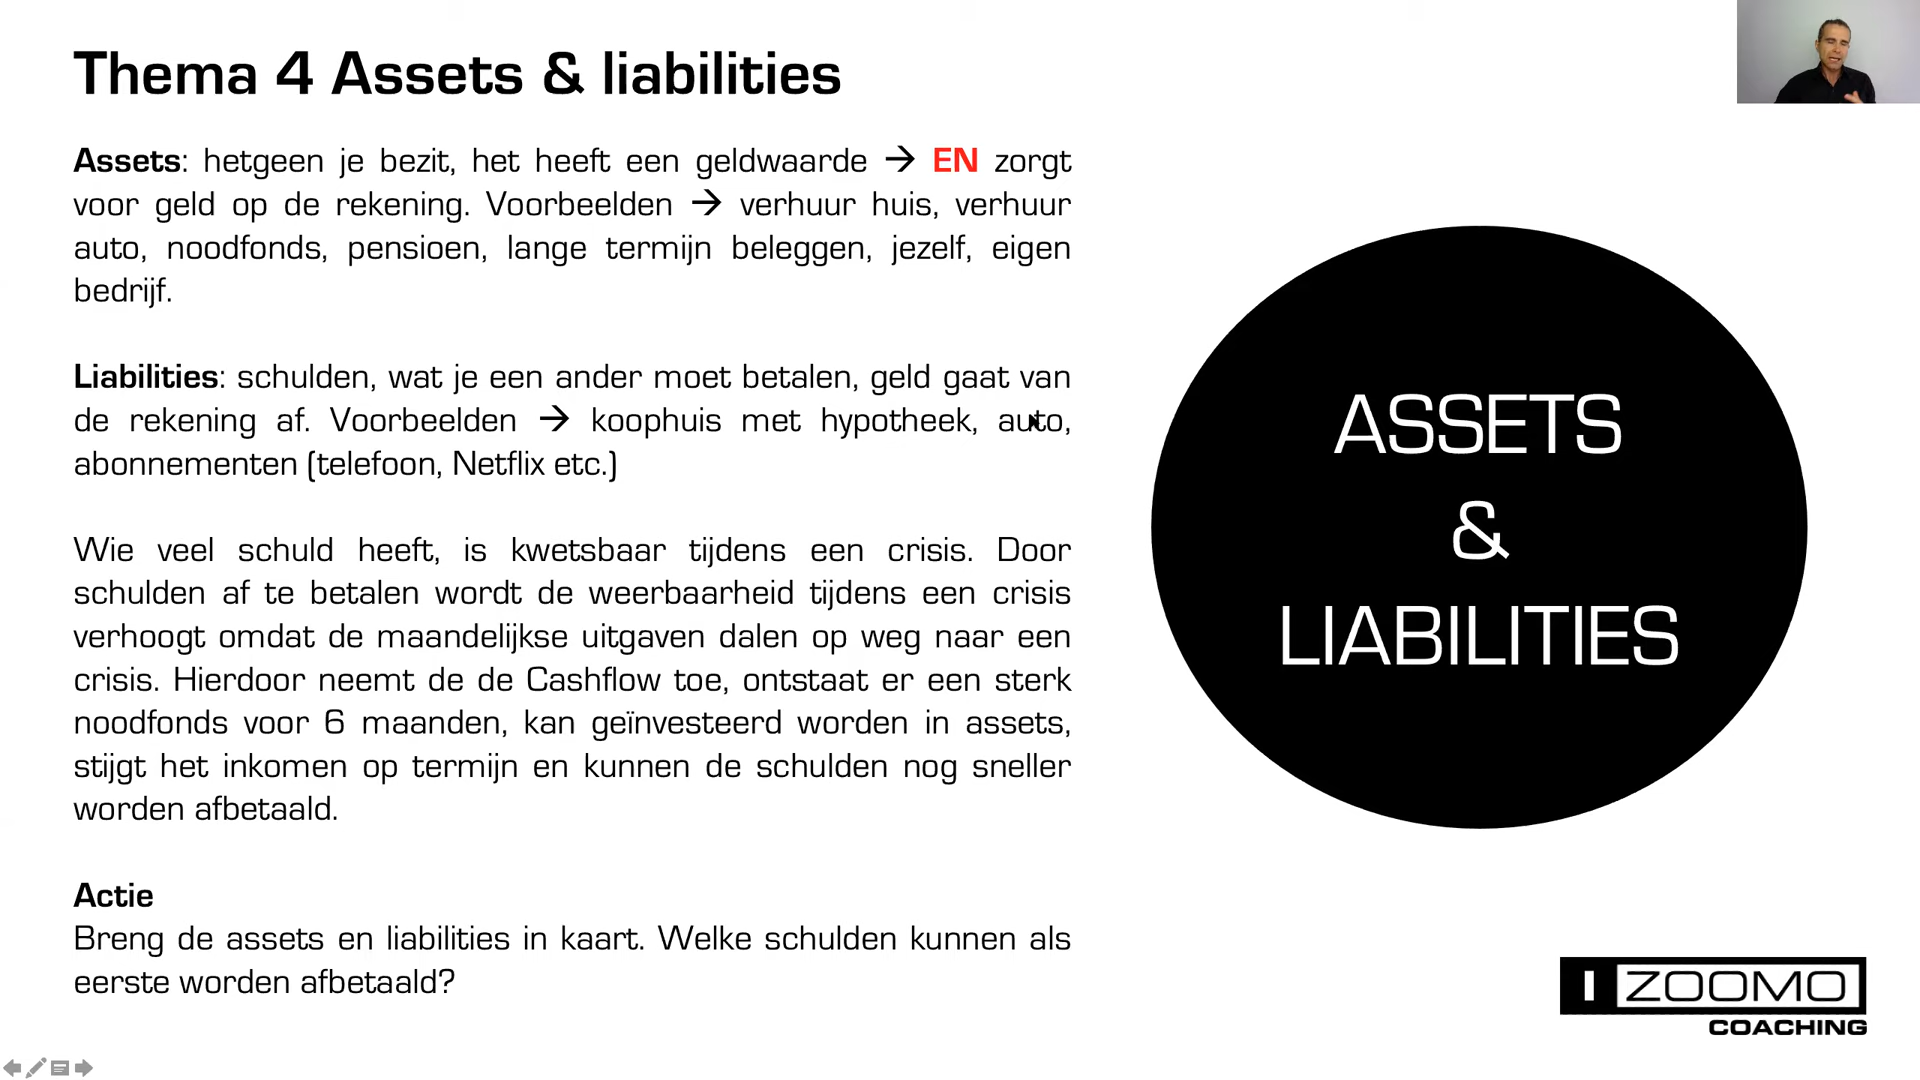 Thema 4 Assets & liabilities
Assets: hetgeen je bezit, het heeft een geldwaarde → EN zorgt
voor geld op de rekening. Voorbeelden → verhuur huis, verhuur
auto, noodfonds, pensioen, lange termijn beleggen, jezelf, eigen
bedrijf.
Liabilities: schulden, wat je een ander moet betalen, geld gaat van
de rekening af. Voorbeelden → koophuis met hypotheek, auto,
abonnementen (telefoon, Netflix etc.)
Wie veel schuld heeft, is kwetsbaar tijdens een crisis. Door
schulden af te betalen wordt de weerbaarheid tijdens een crisis
verhoogt omdat de maandelijkse uitgaven dalen op weg naar een
crisis. Hierdoor neemt de de Cashflow toe, ontstaat er een sterk
noodfonds voor 6 maanden, kan geïnvesteerd worden in assets,
stijgt het inkomen op termijn en kunnen de schulden nog sneller
worden afbetaald.
Actie
Breng de assets en liabilities in kaart. Welke schulden kunnen als
eerste worden afbetaald?
ASSETS
&
LIABILITIES
I ZOOMO
COACHING